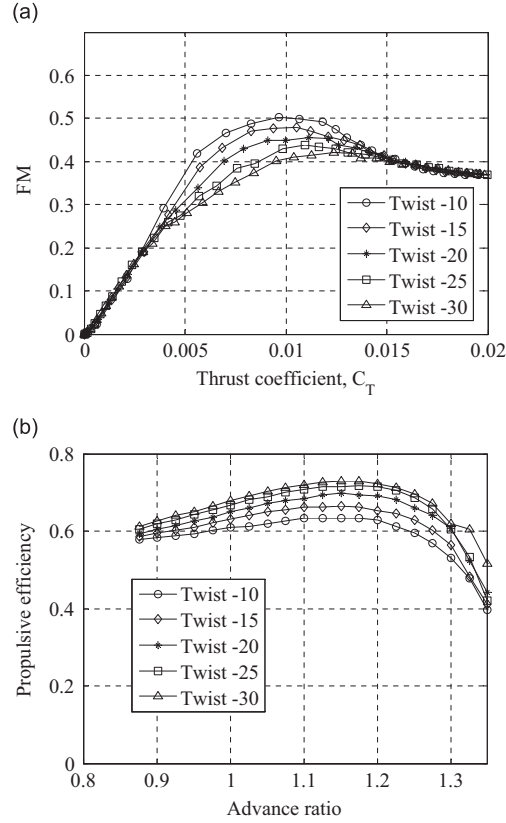 (a)
0.6
0.5
0.4
0.3
0.2
0.1
0
FM
Twist -10
Twist -15
Twist -20
Twist -25
Twist -30
0 0.005 0.01 0.015 0.02
Thrust coefficient, C_T
(b)
0.8
0.6
0.4
0.2
0
Propulsive efficiency
Twist -10
Twist -15
Twist -20
Twist -25
Twist -30
0.8 0.9 1 1.1 1.2 1.3
Advance ratio